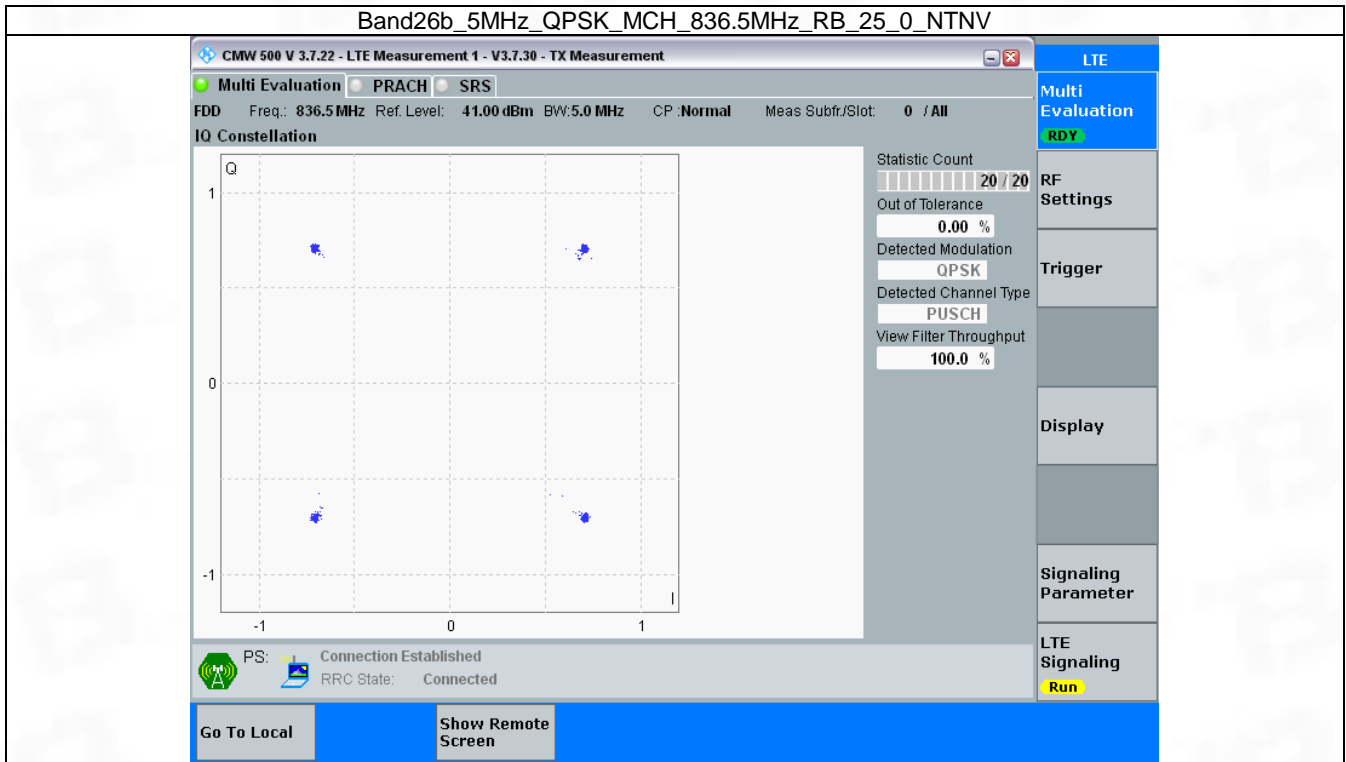 Band26b_5MHz_QPSK_MCH_836.5MHz_RB_25_0_NTNV
CMW 500 V 3.7.22 - LTE Measurement 1 - V3.7.30 - TX Measurement
LTE
Multi Evaluation PRACH SRS
Multi
Evaluation
RDY
FDD Freq.: 836.5 MHz Ref. Level: 41.00 dBm BW: 5.0 MHz CP :Normal Meas Subfr./Slot: 0 / All
IQ Constellation
Q
1
0
-1
-1 0 1
I
Statistic Count
20 / 20
Out of Tolerance
0.00 %
Detected Modulation
QPSK
Detected Channel Type
PUSCH
View Filter Throughput
100.0 %
RF
Settings
Trigger
Display
Signaling
Parameter
LTE
Signaling
Run
PS: Connection Established
RRC State: Connected
Go To Local
Show Remote
Screen